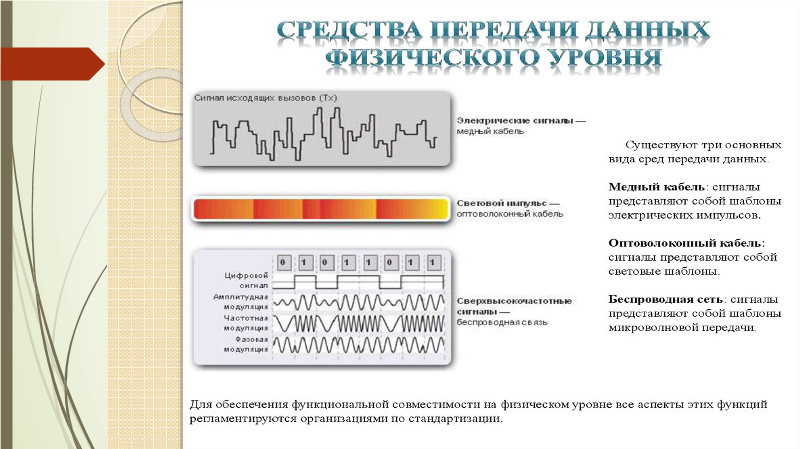 СРЕДСТВА ПЕРЕДАЧИ ДАННЫХ
ФИЗИЧЕСКОГО УРОВНЯ
Сигнал исходящих вызовов (Tx)
Электрические сигналы —
медный кабель
Световой импульс —
оптоволоконный кабель
0 1 0 1 1 0 1 1
Цифровой
сигнал
Амплитудная
модуляция
Частотная
модуляция
Фазовая
модуляция
Сверхвысокочастотные
сигналы —
беспроводная связь
Существуют три основных
вида сред передачи данных.
Медный кабель: сигналы
представляют собой шаблоны
электрических импульсов.
Оптоволоконный кабель:
сигналы представляют собой
световые шаблоны.
Беспроводная сеть: сигналы
представляют собой шаблоны
микроволновой передачи.
Для обеспечения функциональной совместимости на физическом уровне все аспекты этих функций
регламентируются организациями по стандартизации.